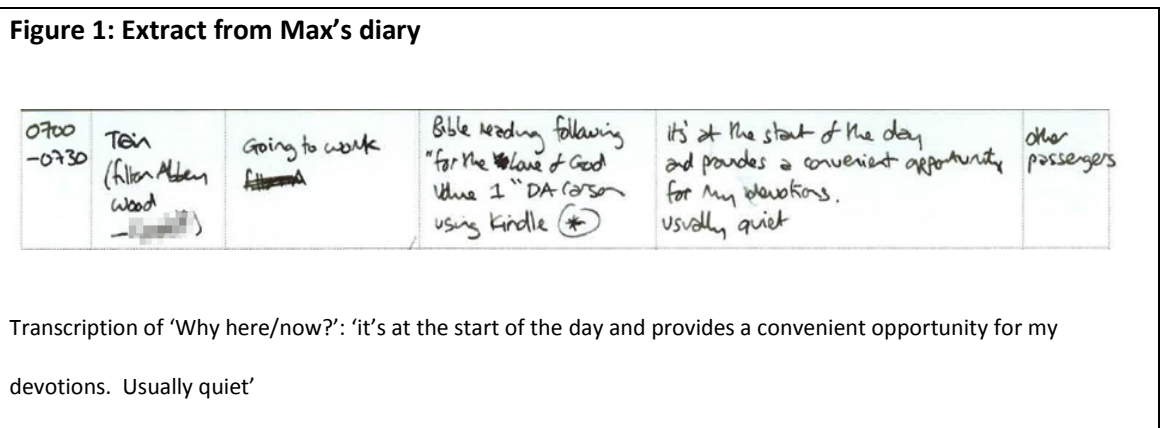 Figure 1: Extract from Max's diary
0700
-0730
Train
(filton Abbey
wood
-
Going to work
Bible reading following
"for the love of God
Volume 1" DA Carson
using kindle (*)
it's at the start of the day
and provides a convenient opportunity
for my devotions.
usually quiet
other
passengers
Transcription of ‘Why here/now?’: ‘it’s at the start of the day and provides a convenient opportunity for my
devotions.  Usually quiet’